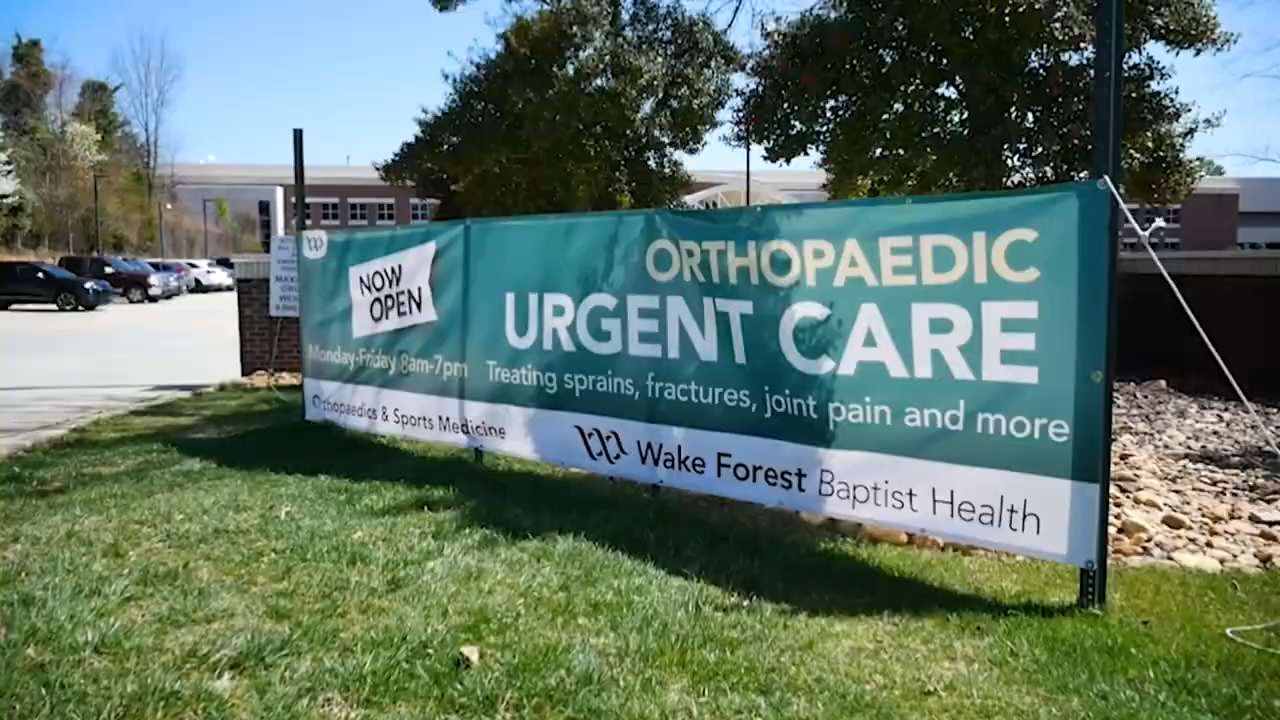 NOW
OPEN
Monday-Friday 8am-7pm
Orthopaedics & Sports Medicine
ORTHOPAEDIC
URGENT CARE
Treating sprains, fractures, joint pain and more
Wake Forest Baptist Health